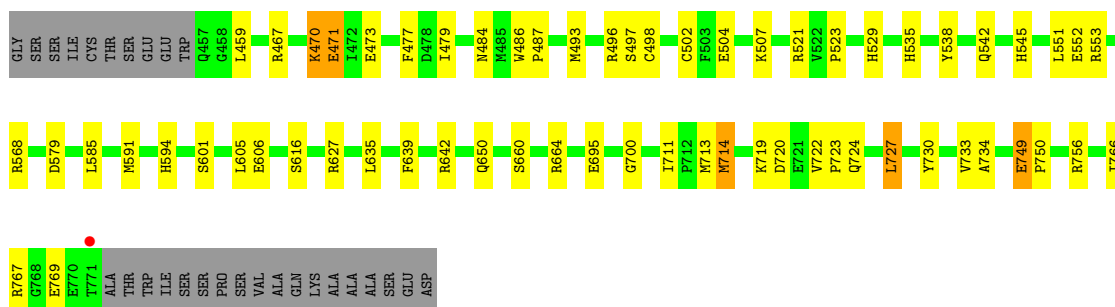 GLY SER SER ILE CYS THR SER GLU GLU TRP Q457 G458 L459 R467 K470 E471 I472 E473 F477 D478 I479 N484 M485 W486 P487 M493 R496 S497 C498 C502 F503 E504 K507 R521 V522 P523 H529 H535 Y538 Q542 H545 L551 E552 R553
R568 D579 L585 M591 H594 S601 L605 E606 S616 R627 L635 F639 R642 Q650 S660 R664 E695 G700 I711 P712 M713 M714 K719 D720 E721 V722 P723 Q724 L727 Y730 V733 A734 E749 P750 R756 I766
R767 G768 E769 E770 T771 ALA THR TRP ILE SER SER PRO SER VAL ALA GLN LYS ALA ALA ALA SER GLU ASP